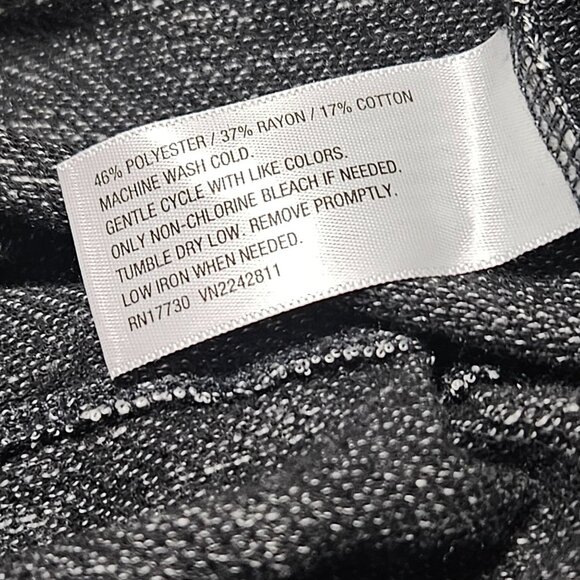 46% POLYESTER / 37% RAYON / 17% COTTON
MACHINE WASH COLD.
GENTLE CYCLE WITH LIKE COLORS.
ONLY NON-CHLORINE BLEACH IF NEEDED.
TUMBLE DRY LOW. REMOVE PROMPTLY.
LOW IRON WHEN NEEDED.
RN17730 VN2242811